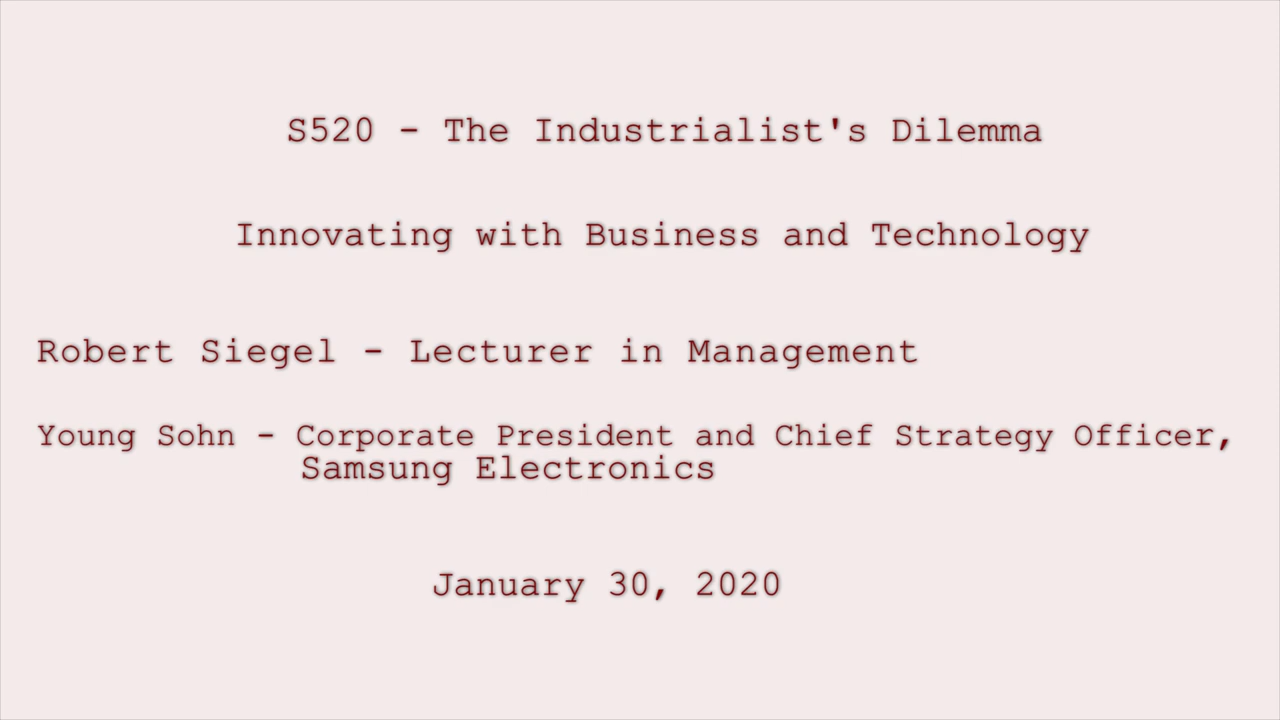 S520 - The Industrialist's Dilemma
Innovating with Business and Technology
Robert Siegel - Lecturer in Management
Young Sohn - Corporate President and Chief Strategy Officer,
Samsung Electronics
January 30, 2020